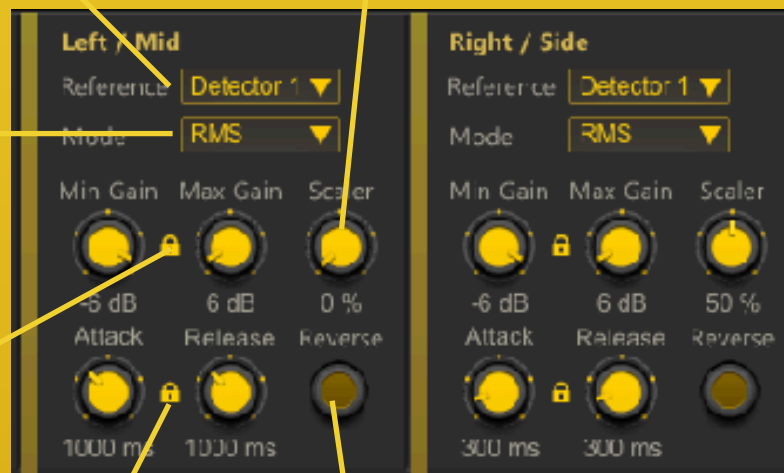 Left / Mid
Reference Detector 1
Mode RMS
Min Gain Max Gain Scaler
-6 dB 6 dB 0 %
Attack Release Reverse
1000 ms 1000 ms
Right / Side
Reference Detector 1
Mode RMS
Min Gain Max Gain Scaler
-6 dB 6 dB 50 %
Attack Release Reverse
300 ms 300 ms